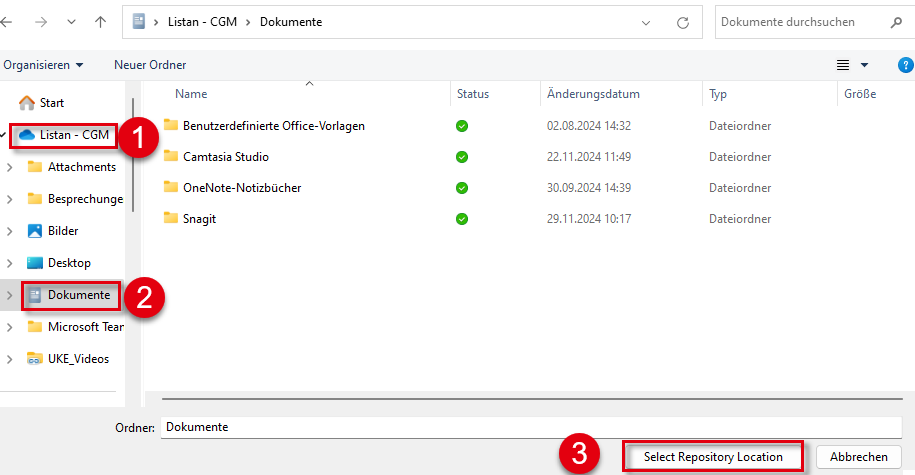 Listan - CGM > Dokumente
Dokumente durchsuchen
Organisieren
Neuer Ordner
?
Name
Status
Änderungsdatum
Typ
Größe
Start
Listan - CGM
1
Attachments
Besprechunge
Bilder
Desktop
Dokumente
2
Microsoft Tean
UKE_Videos
Benutzerdefinierte Office-Vorlagen 02.08.2024 14:32 Dateiordner
Camtasia Studio 22.11.2024 11:49 Dateiordner
OneNote-Notizbücher 30.09.2024 14:39 Dateiordner
Snagit 29.11.2024 10:17 Dateiordner
Ordner: Dokumente
3
Select Repository Location
Abbrechen